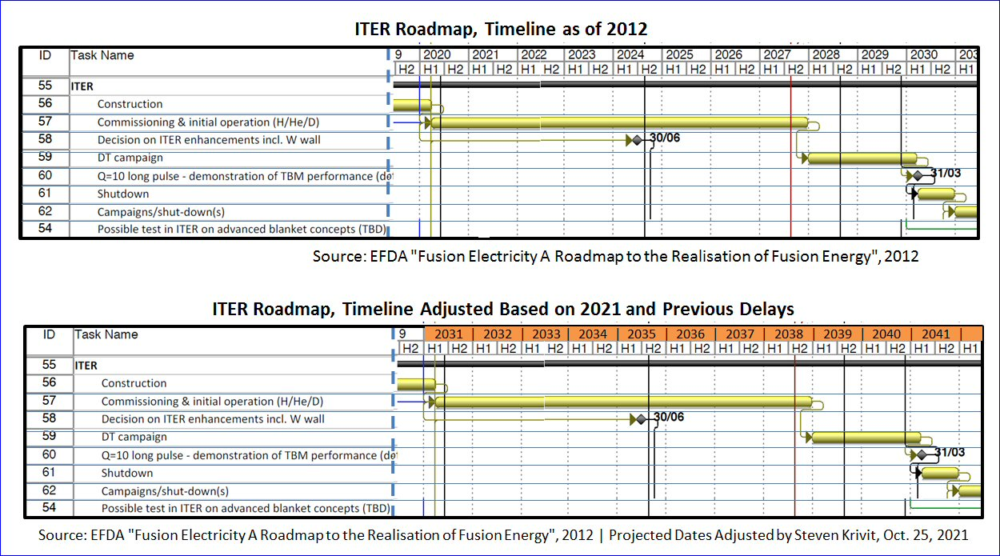 ITER Roadmap, Timeline as of 2012
ID Task Name 9 2020 2021 2022 2023 2024 2025 2026 2027 2028 2029 2030 203
H2 H1 H2 H1 H2 H1 H2 H1 H2 H1 H2 H1 H2 H1 H2 H1 H2 H1 H2 H1 H2 H1 H2 H1
55 ITER
56 Construction
57 Commissioning & initial operation (H/He/D)
58 Decision on ITER enhancements incl. W wall 30/06
59 DT campaign
60 Q=10 long pulse - demonstration of TBM performance (do 31/03
61 Shutdown
62 Campaigns/shut-down(s)
54 Possible test in ITER on advanced blanket concepts (TBD)
Source: EFDA "Fusion Electricity A Roadmap to the Realisation of Fusion Energy", 2012
ITER Roadmap, Timeline Adjusted Based on 2021 and Previous Delays
ID Task Name 9 2031 2032 2033 2034 2035 2036 2037 2038 2039 2040 2041
H2 H1 H2 H1 H2 H1 H2 H1 H2 H1 H2 H1 H2 H1 H2 H1 H2 H1 H2 H1 H2 H1 H2 H1
55 ITER
56 Construction
57 Commissioning & initial operation (H/He/D)
58 Decision on ITER enhancements incl. W wall 30/06
59 DT campaign
60 Q=10 long pulse - demonstration of TBM performance (do 31/03
61 Shutdown
62 Campaigns/shut-down(s)
54 Possible test in ITER on advanced blanket concepts (TBD)
Source: EFDA "Fusion Electricity A Roadmap to the Realisation of Fusion Energy", 2012 | Projected Dates Adjusted by Steven Krivit, Oct. 25, 2021